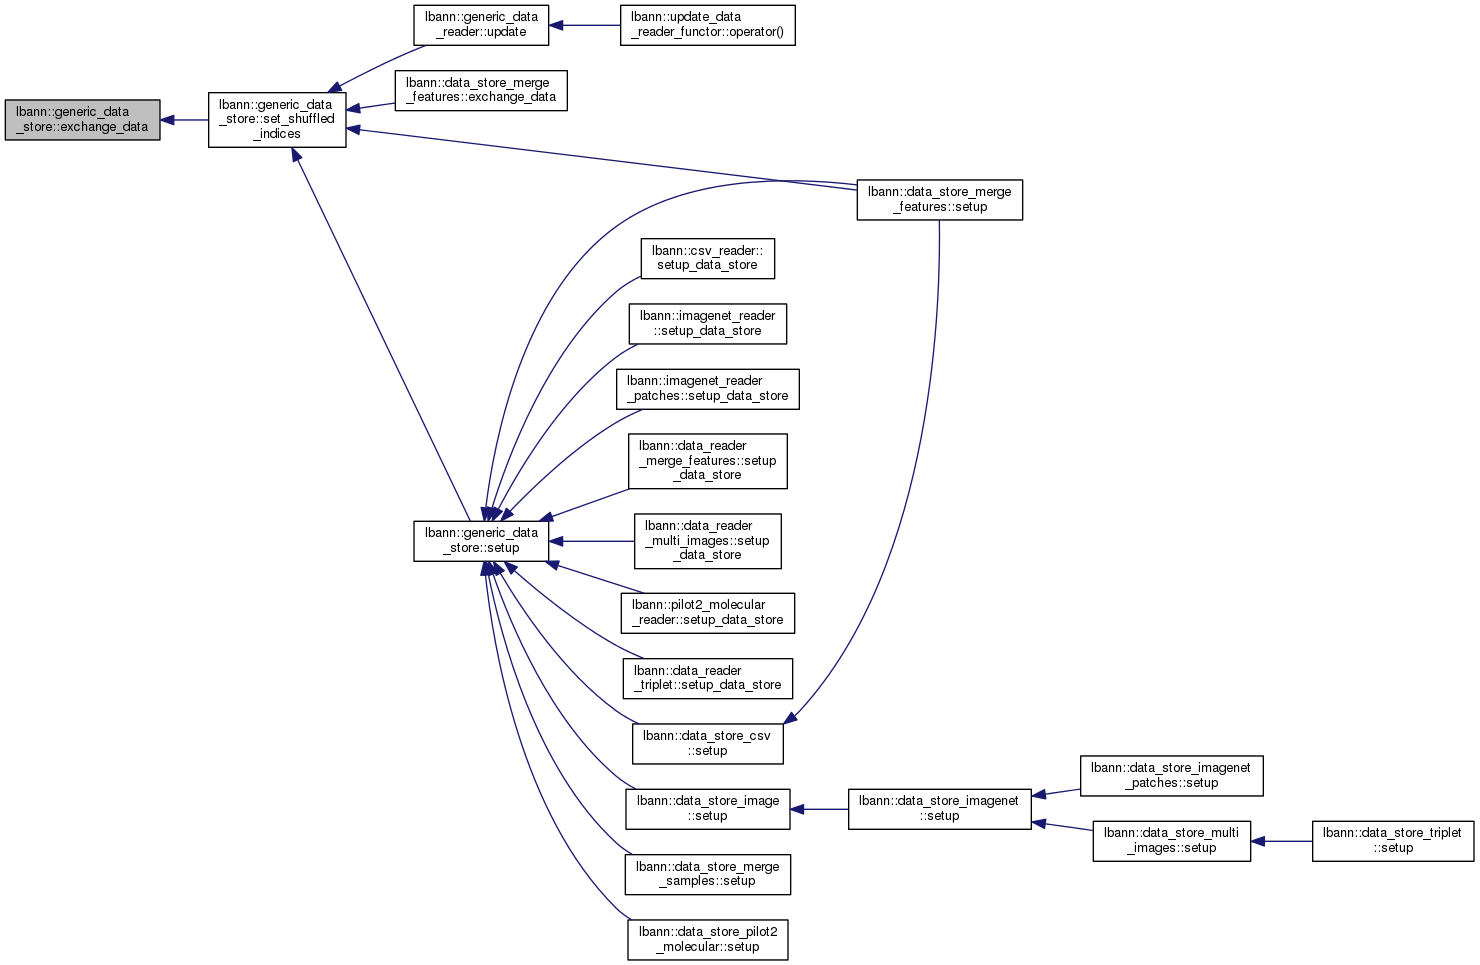 lbann::generic_data
_reader::update
lbann::update_data
_reader_functor::operator()
lbann::data_store_merge
_features::exchange_data
lbann::generic_data
_store::exchange_data
lbann::generic_data
_store::set_shuffled
_indices
lbann::data_store_merge
_features::setup
lbann::csv_reader::
setup_data_store
lbann::imagenet_reader
::setup_data_store
lbann::imagenet_reader
_patches::setup_data_store
lbann::data_reader
_merge_features::setup
_data_store
lbann::generic_data
_store::setup
lbann::data_reader
_multi_images::setup
_data_store
lbann::pilot2_molecular
_reader::setup_data_store
lbann::data_reader
_triplet::setup_data_store
lbann::data_store_csv
::setup
lbann::data_store_image
::setup
lbann::data_store_imagenet
::setup
lbann::data_store_imagenet
_patches::setup
lbann::data_store_multi
_images::setup
lbann::data_store_triplet
::setup
lbann::data_store_merge
_samples::setup
lbann::data_store_pilot2
_molecular::setup